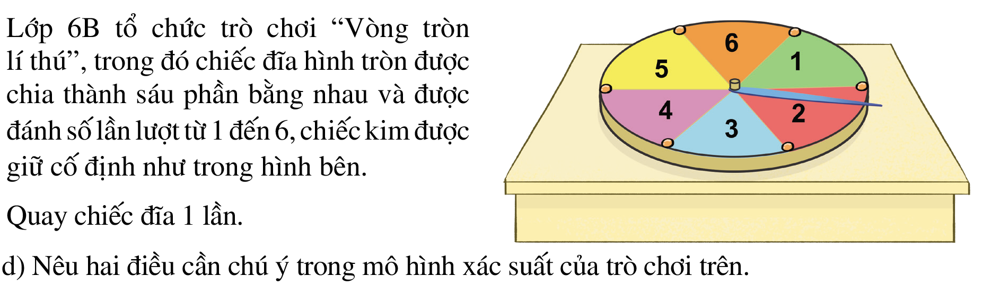 Lớp 6B tổ chức trò chơi “Vòng tròn
lí thú”, trong đó chiếc đĩa hình tròn được
chia thành sáu phần bằng nhau và được
đánh số lần lượt từ 1 đến 6, chiếc kim được
giữ cố định như trong hình bên.
Quay chiếc đĩa 1 lần.
6
1
5
2
4
3
d) Nêu hai điều cần chú ý trong mô hình xác suất của trò chơi trên.